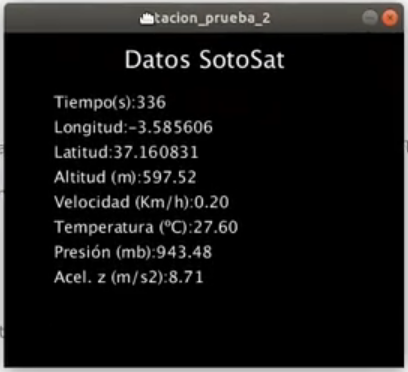 tacion_prueba_2
Datos SotoSat
Tiempo(s):336
Longitud:-3.585606
Latitud:37.160831
Altitud (m):597.52
Velocidad (Km/h):0.20
Temperatura (ºC):27.60
Presión (mb):943.48
Acel. z (m/s2):8.71